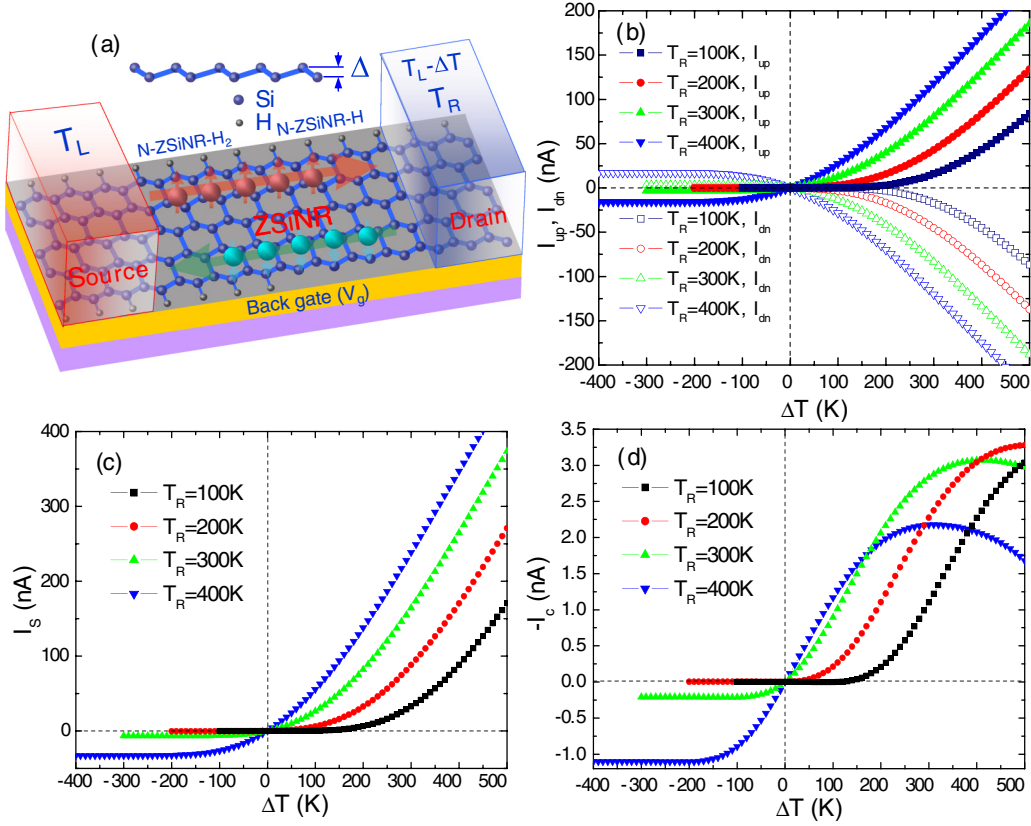 (a)
Δ
Si
H
T_L
T_L-ΔT
T_R
N-ZSiNR-H₂
N-ZSiNR-H
ZSiNR
Source
Drain
Back gate (V_g)
(b)
T_R=100K, I_up
T_R=200K, I_up
T_R=300K, I_up
T_R=400K, I_up
T_R=100K, I_dn
T_R=200K, I_dn
T_R=300K, I_dn
T_R=400K, I_dn
I_up, I_dn (nA)
200
150
100
50
0
-50
-100
-150
-200
-400 -300 -200 -100 0 100 200 300 400 500
ΔT (K)
(c)
T_R=100K
T_R=200K
T_R=300K
T_R=400K
I_S (nA)
400
300
200
100
0
-400 -300 -200 -100 0 100 200 300 400 500
ΔT (K)
(d)
T_R=100K
T_R=200K
T_R=300K
T_R=400K
-I_c (nA)
3.5
3.0
2.5
2.0
1.5
1.0
0.5
0.0
-0.5
-1.0
-400 -300 -200 -100 0 100 200 300 400 500
ΔT (K)